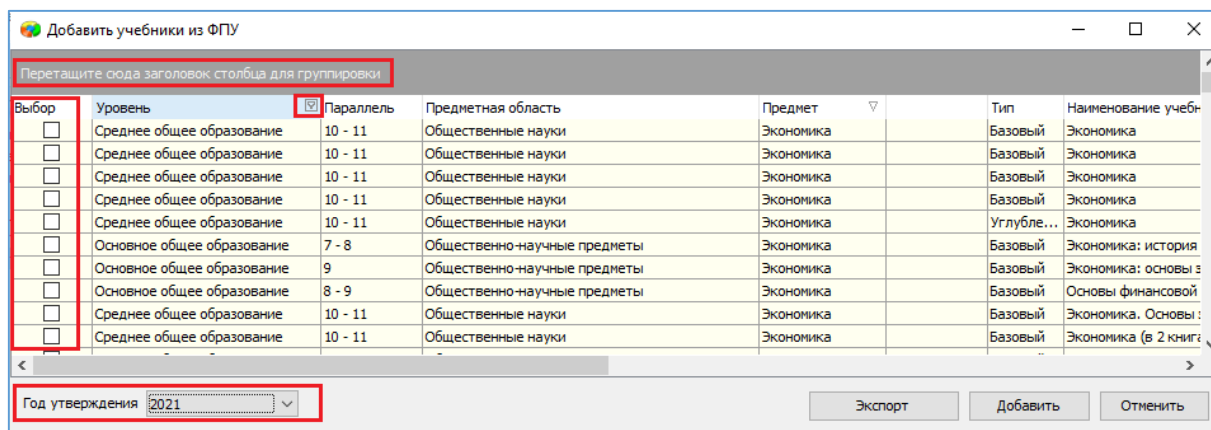 Добавить учебники из ФПУ
Перетащите сюда заголовок столбца для группировки
Выбор Уровень Параллель Предметная область Предмет Тип Наименование учебн
Среднее общее образование 10 - 11 Общественные науки Экономика Базовый Экономика
Среднее общее образование 10 - 11 Общественные науки Экономика Базовый Экономика
Среднее общее образование 10 - 11 Общественные науки Экономика Базовый Экономика
Среднее общее образование 10 - 11 Общественные науки Экономика Базовый Экономика
Среднее общее образование 10 - 11 Общественные науки Экономика Углубле... Экономика
Основное общее образование 7 - 8 Общественно-научные предметы Экономика Базовый Экономика: история
Основное общее образование 9 Общественно-научные предметы Экономика Базовый Экономика: основы
Основное общее образование 8 - 9 Общественно-научные предметы Экономика Базовый Основы финансовой
Среднее общее образование 10 - 11 Общественные науки Экономика Базовый Экономика. Основы
Среднее общее образование 10 - 11 Общественные науки Экономика Базовый Экономика (в 2 книга
Год утверждения 2021 Экспорт Добавить Отменить